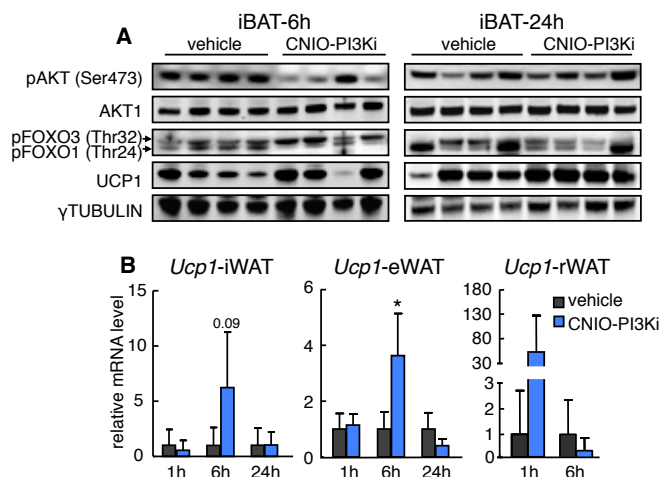 iBAT-6h
iBAT-24h
A
vehicle
CNIO-PI3Ki
vehicle
CNIO-PI3Ki
pAKT (Ser473)
AKT1
pFOXO3 (Thr32)
pFOXO1 (Thr24)
UCP1
γTUBULIN
B
Ucp1-iWAT
Ucp1-eWAT
Ucp1-rWAT
relative mRNA level
15
10
5
0
0.09
1h 6h 24h
6
4
2
0
*
1h 6h 24h
180
130
80
30
3
2
1
0
1h 6h
vehicle
CNIO-PI3Ki